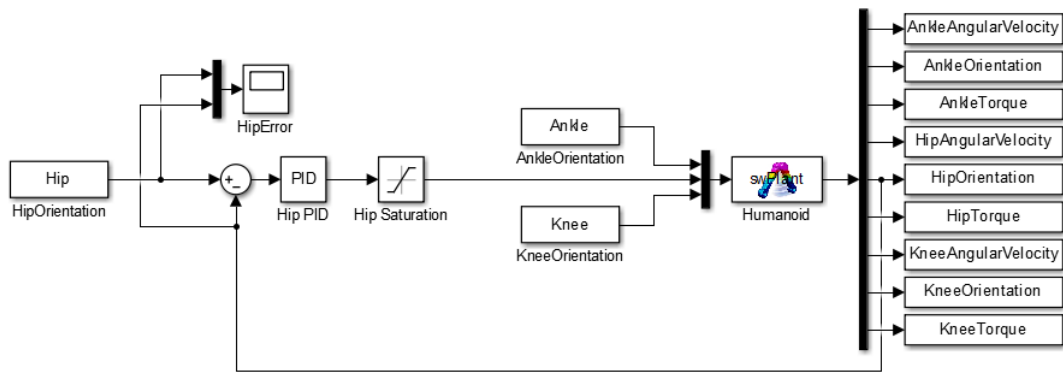 AnkleAngularVelocity
AnkleOrientation
AnkleTorque
HipAngularVelocity
HipOrientation
HipTorque
KneeAngularVelocity
KneeOrientation
KneeTorque
HipError
Hip
HipOrientation
+
−
PID
Hip PID
Hip Saturation
Ankle
AnkleOrientation
Knee
KneeOrientation
swPlant
Humanoid